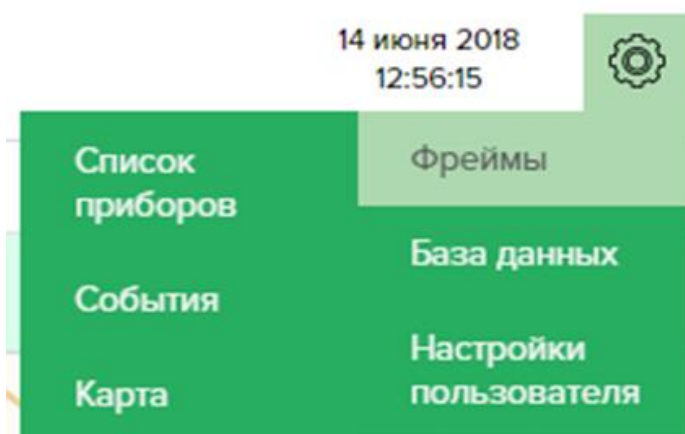 14 июня 2018
12:56:15
Список
приборов
События
Карта
Фреймы
База данных
Настройки
пользователя